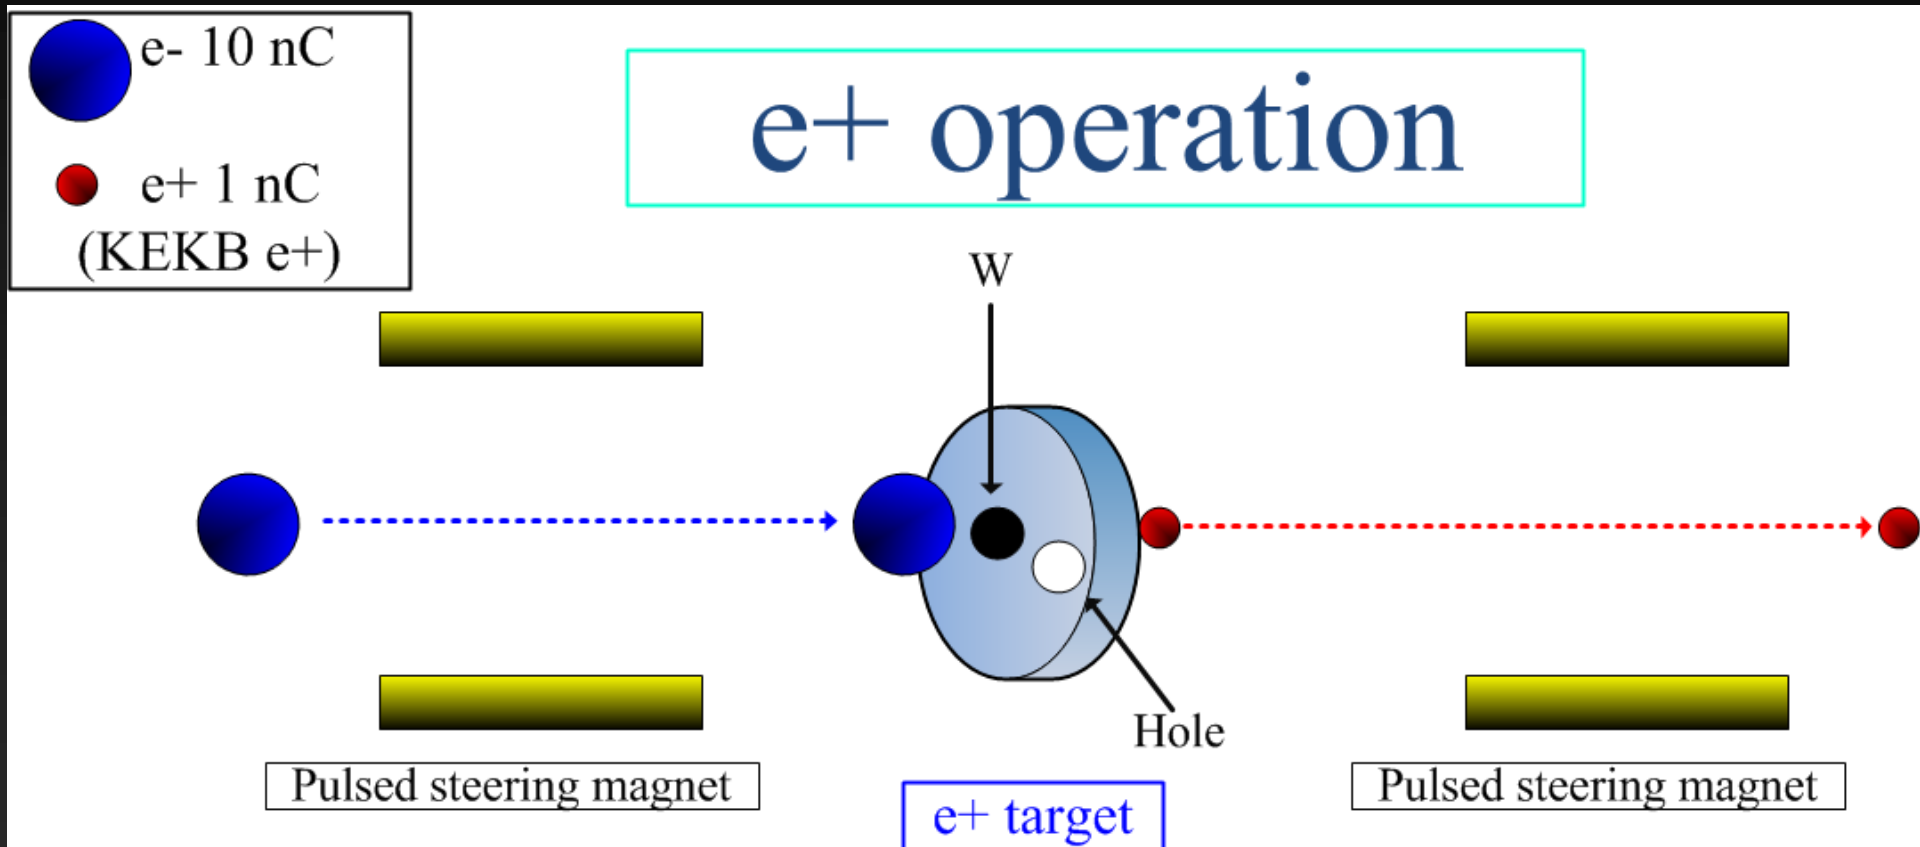 e- 10 nC
e+ 1 nC
(KEKB e+)
e+ operation
W
Hole
Pulsed steering magnet
e+ target
Pulsed steering magnet